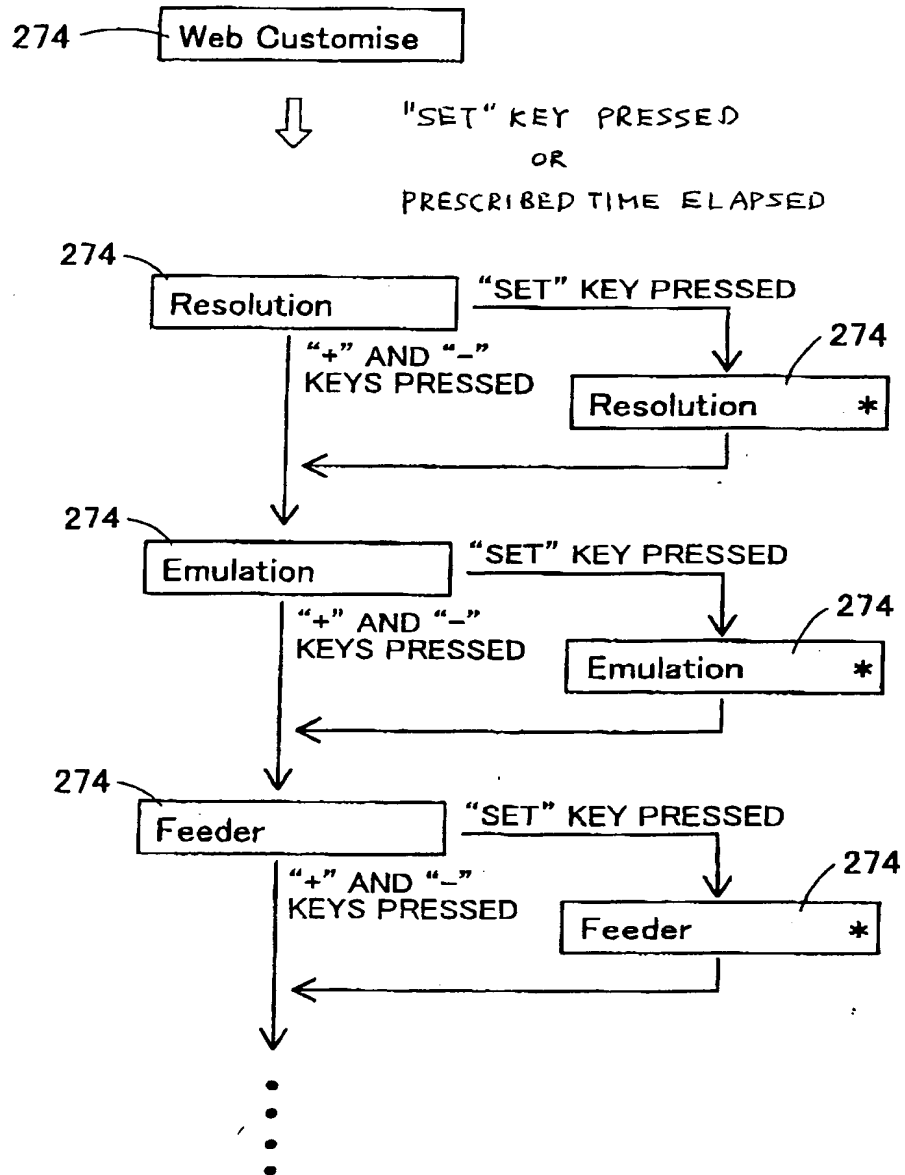 274
Web Customise
"SET" KEY PRESSED
OR
PRESCRIBED TIME ELAPSED
274
Resolution
“SET” KEY PRESSED
“+” AND “−”
KEYS PRESSED
274
Resolution *
274
Emulation
“SET” KEY PRESSED
“+” AND “−”
KEYS PRESSED
274
Emulation *
274
Feeder
“SET” KEY PRESSED
“+” AND “−”
KEYS PRESSED
274
Feeder *